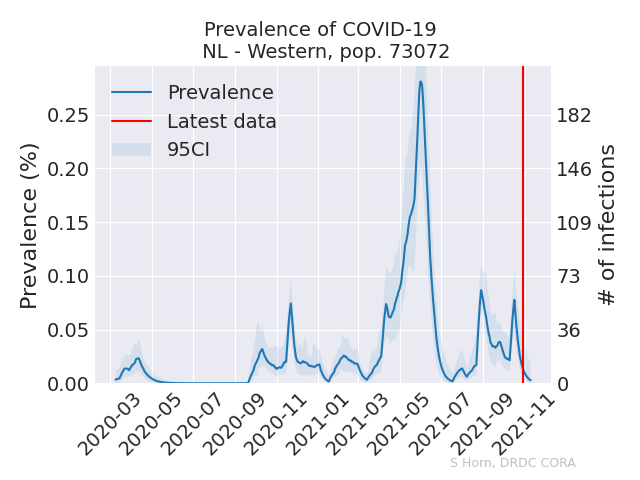 Prevalence of COVID-19
NL - Western, pop. 73072
Prevalence
Latest data
95CI
Prevalence (%)
0.25
0.20
0.15
0.10
0.05
0.00
182
146
109
73
36
0
# of infections
2020-03
2020-05
2020-07
2020-09
2020-11
2021-01
2021-03
2021-05
2021-07
2021-09
2021-11
S Horn, DRDC CORA